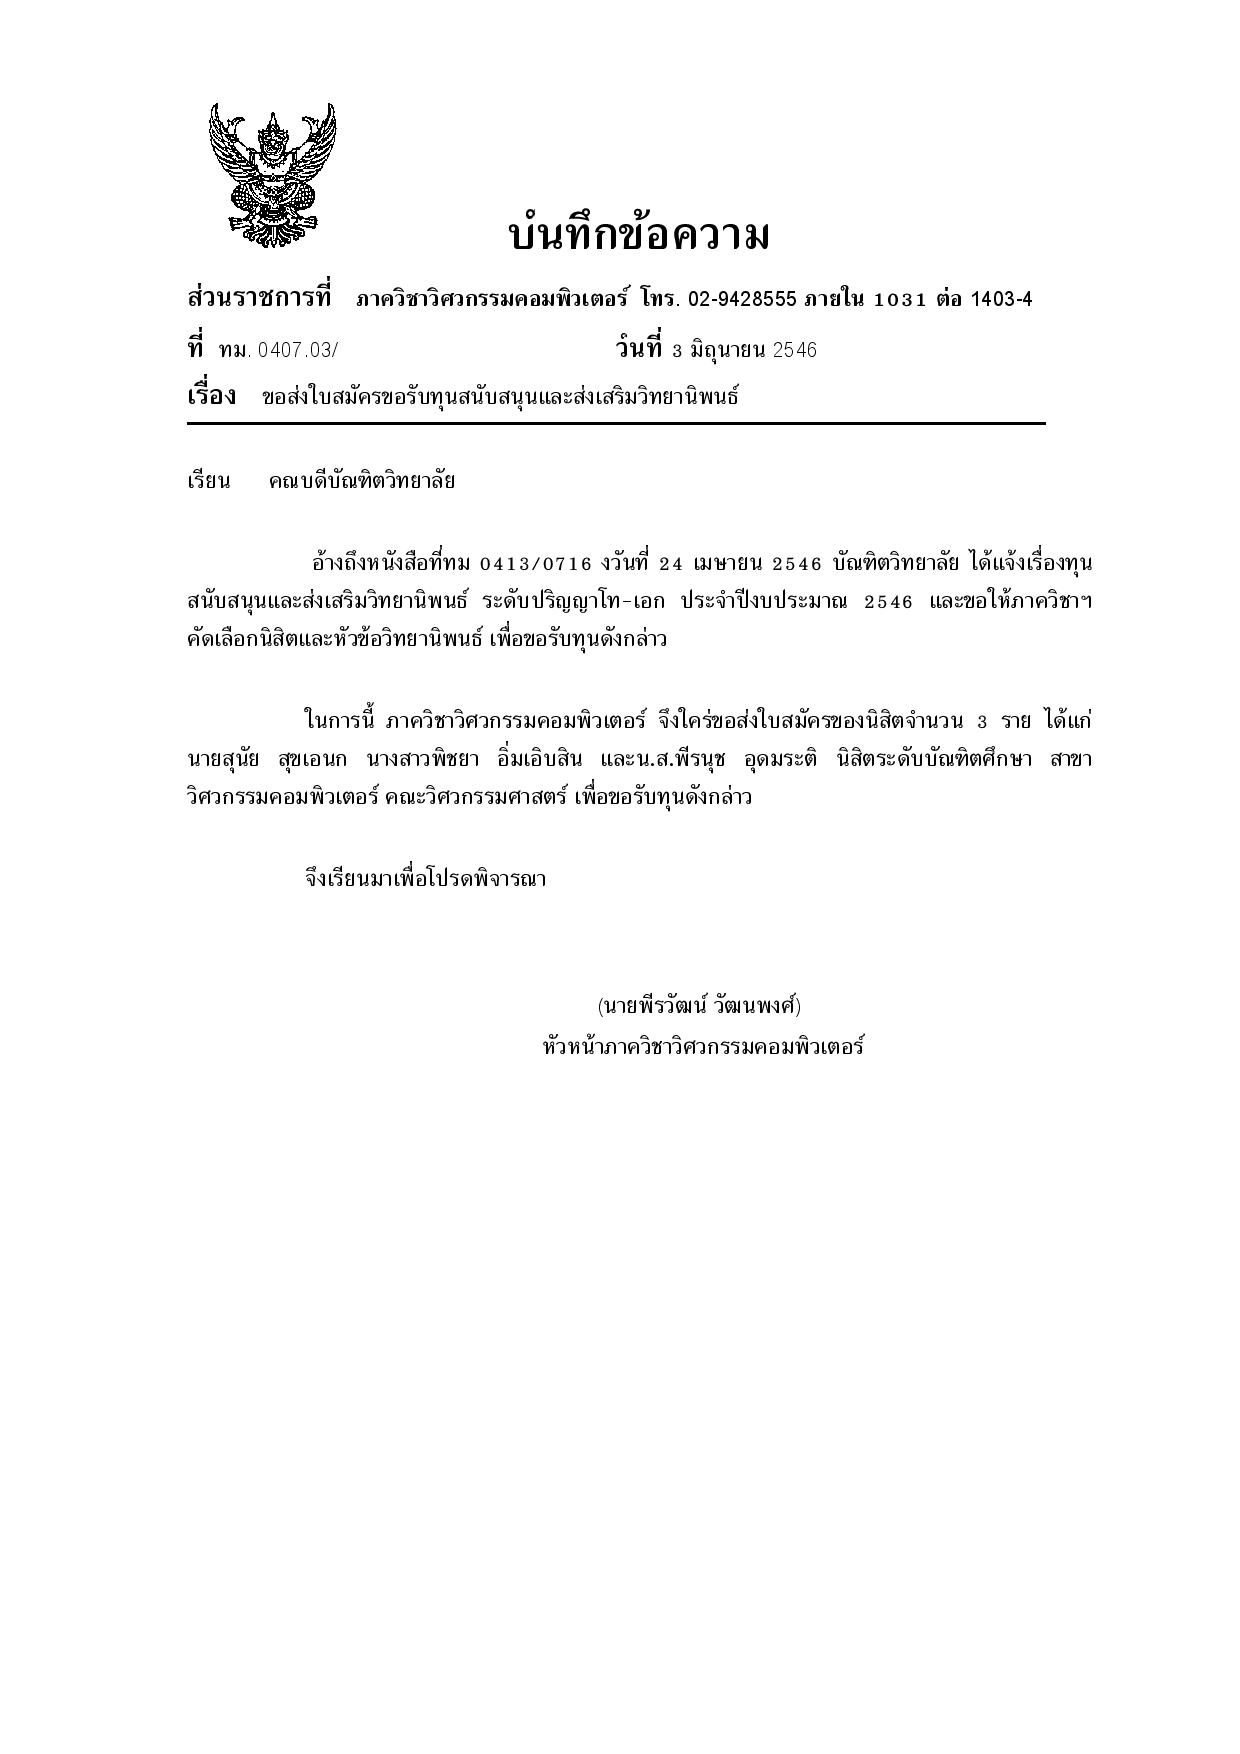 บันทึกข้อความ
ส่วนราชการที่ ภาควิชาวิศวกรรมคอมพิวเตอร์ โทร. 02-9428555 ภายใน 1031 ต่อ 1403-4
ที่ ทม. 0407.03/ วันที่ 3 มิถุนายน 2546
เรื่อง ขอส่งใบสมัครขอรับทุนสนับสนุนและส่งเสริมวิทยานิพนธ์
เรียน คณบดีบัณฑิตวิทยาลัย
อ้างถึงหนังสือที่ทม 0413/0716 งวันที่ 24 เมษายน 2546 บัณฑิตวิทยาลัย ได้แจ้งเรื่องทุน
สนับสนุนและส่งเสริมวิทยานิพนธ์ ระดับปริญญาโท-เอก ประจำปีงบประมาณ 2546 และขอให้ภาควิชาฯ
คัดเลือกนิสิตและหัวข้อวิทยานิพนธ์ เพื่อขอรับทุนดังกล่าว
ในการนี้ ภาควิชาวิศวกรรมคอมพิวเตอร์ จึงใคร่ขอส่งใบสมัครของนิสิตจำนวน 3 ราย ได้แก่
นายสุนัย สุขเอนก นางสาวพิชยา อิ่มเอิบสิน และน.ส.พีรนุช อุดมระติ นิสิตระดับบัณฑิตศึกษา สาขา
วิศวกรรมคอมพิวเตอร์ คณะวิศวกรรมศาสตร์ เพื่อขอรับทุนดังกล่าว
จึงเรียนมาเพื่อโปรดพิจารณา
(นายพีรวัฒน์ วัฒนพงศ์)
หัวหน้าภาควิชาวิศวกรรมคอมพิวเตอร์